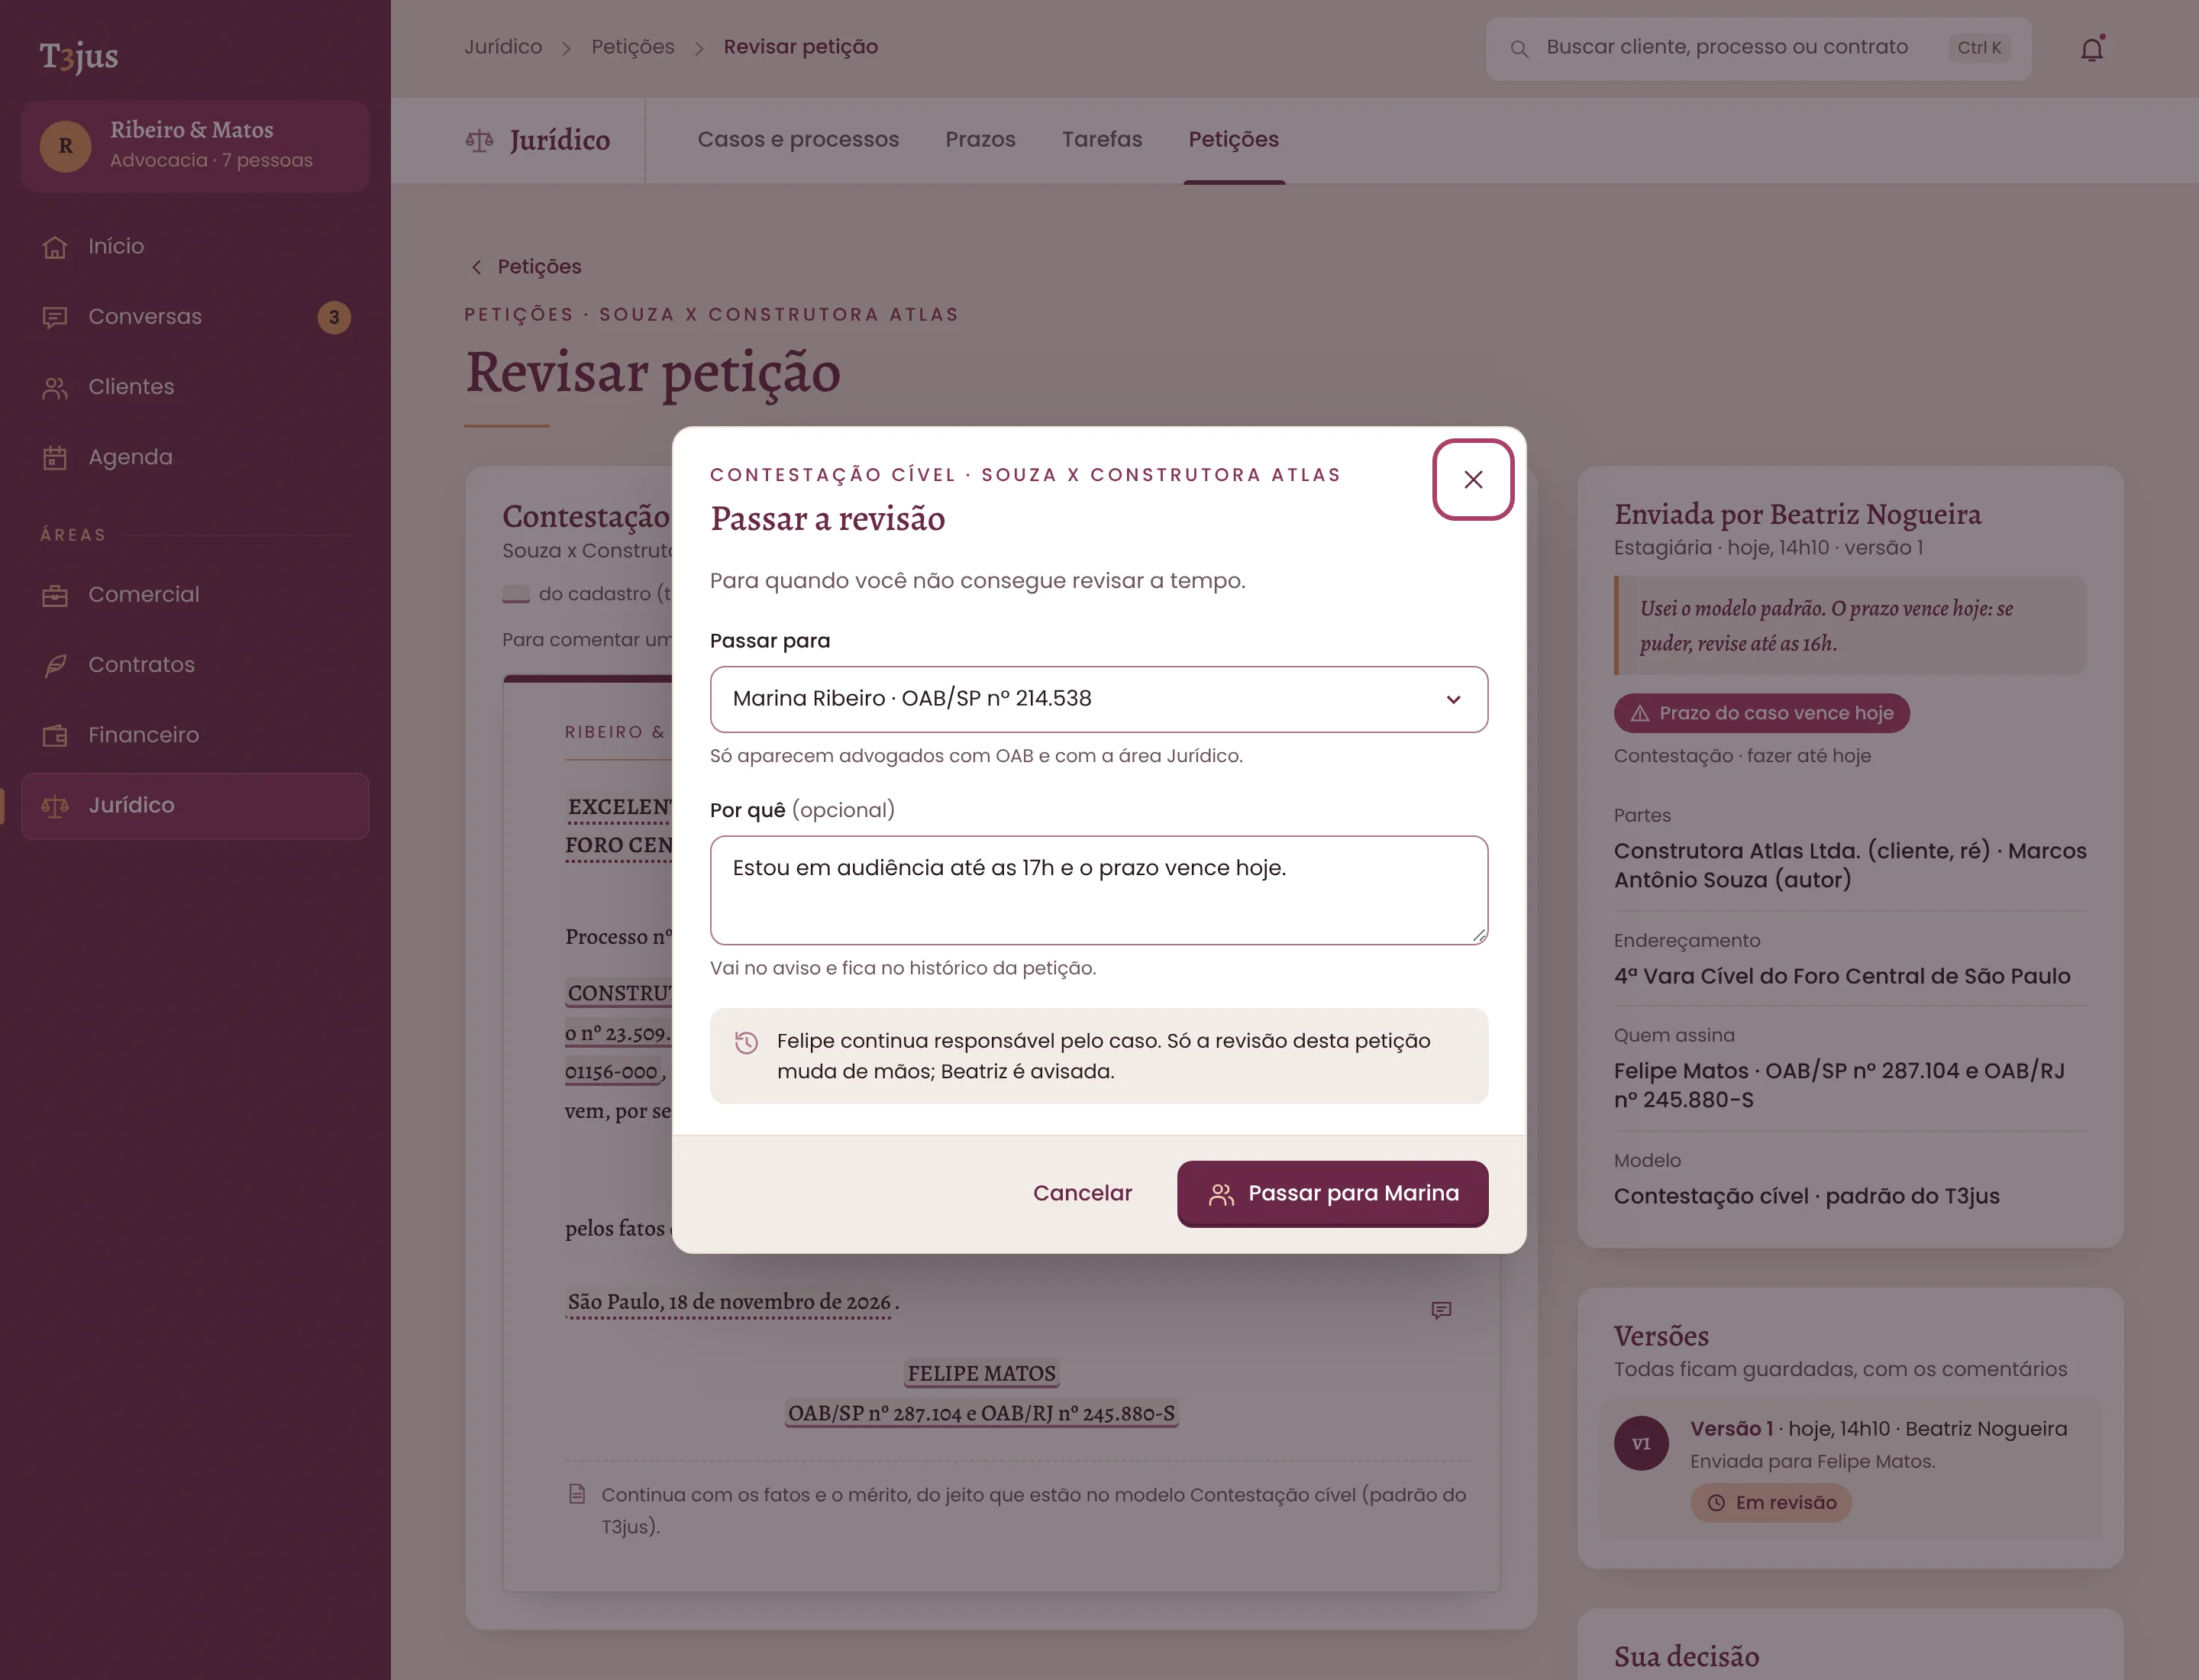 T3jus
R
Ribeiro & Matos
Advocacia · 7 pessoas
Início
Conversas
3
Clientes
Agenda
ÁREAS
Comercial
Contratos
Financeiro
Jurídico
Jurídico
Petições
Revisar petição
Buscar cliente, processo ou contrato
Ctrl K
Jurídico
Casos e processos
Prazos
Tarefas
Petições
Petições
PETIÇÕES · SOUZA X CONSTRUTORA ATLAS
Revisar petição
Contestação
Souza x Constru
do cadastro (t
Para comentar um
RIBEIRO &
EXCELEN
FORO CEN
Processo nº
CONSTRU
o nº 23.509.
01156-000,
vem, por se
pelos fatos
São Paulo, 18 de novembro de 2026.
FELIPE MATOS
OAB/SP nº 287.104 e OAB/RJ nº 245.880-S
Continua com os fatos e o mérito, do jeito que estão no modelo Contestação cível (padrão do
T3jus).
CONTESTAÇÃO CÍVEL · SOUZA X CONSTRUTORA ATLAS
Passar a revisão
Para quando você não consegue revisar a tempo.
Passar para
Marina Ribeiro · OAB/SP nº 214.538
Só aparecem advogados com OAB e com a área Jurídico.
Por quê (opcional)
Estou em audiência até as 17h e o prazo vence hoje.
Vai no aviso e fica no histórico da petição.
Felipe continua responsável pelo caso. Só a revisão desta petição
muda de mãos; Beatriz é avisada.
Cancelar
Passar para Marina
Enviada por Beatriz Nogueira
Estagiária · hoje, 14h10 · versão 1
Usei o modelo padrão. O prazo vence hoje: se
puder, revise até as 16h.
Prazo do caso vence hoje
Contestação · fazer até hoje
Partes
Construtora Atlas Ltda. (cliente, ré) · Marcos
Antônio Souza (autor)
Endereçamento
4ª Vara Cível do Foro Central de São Paulo
Quem assina
Felipe Matos · OAB/SP nº 287.104 e OAB/RJ
nº 245.880-S
Modelo
Contestação cível · padrão do T3jus
Versões
Todas ficam guardadas, com os comentários
v1
Versão 1 · hoje, 14h10 · Beatriz Nogueira
Enviada para Felipe Matos.
Em revisão
Sua decisão